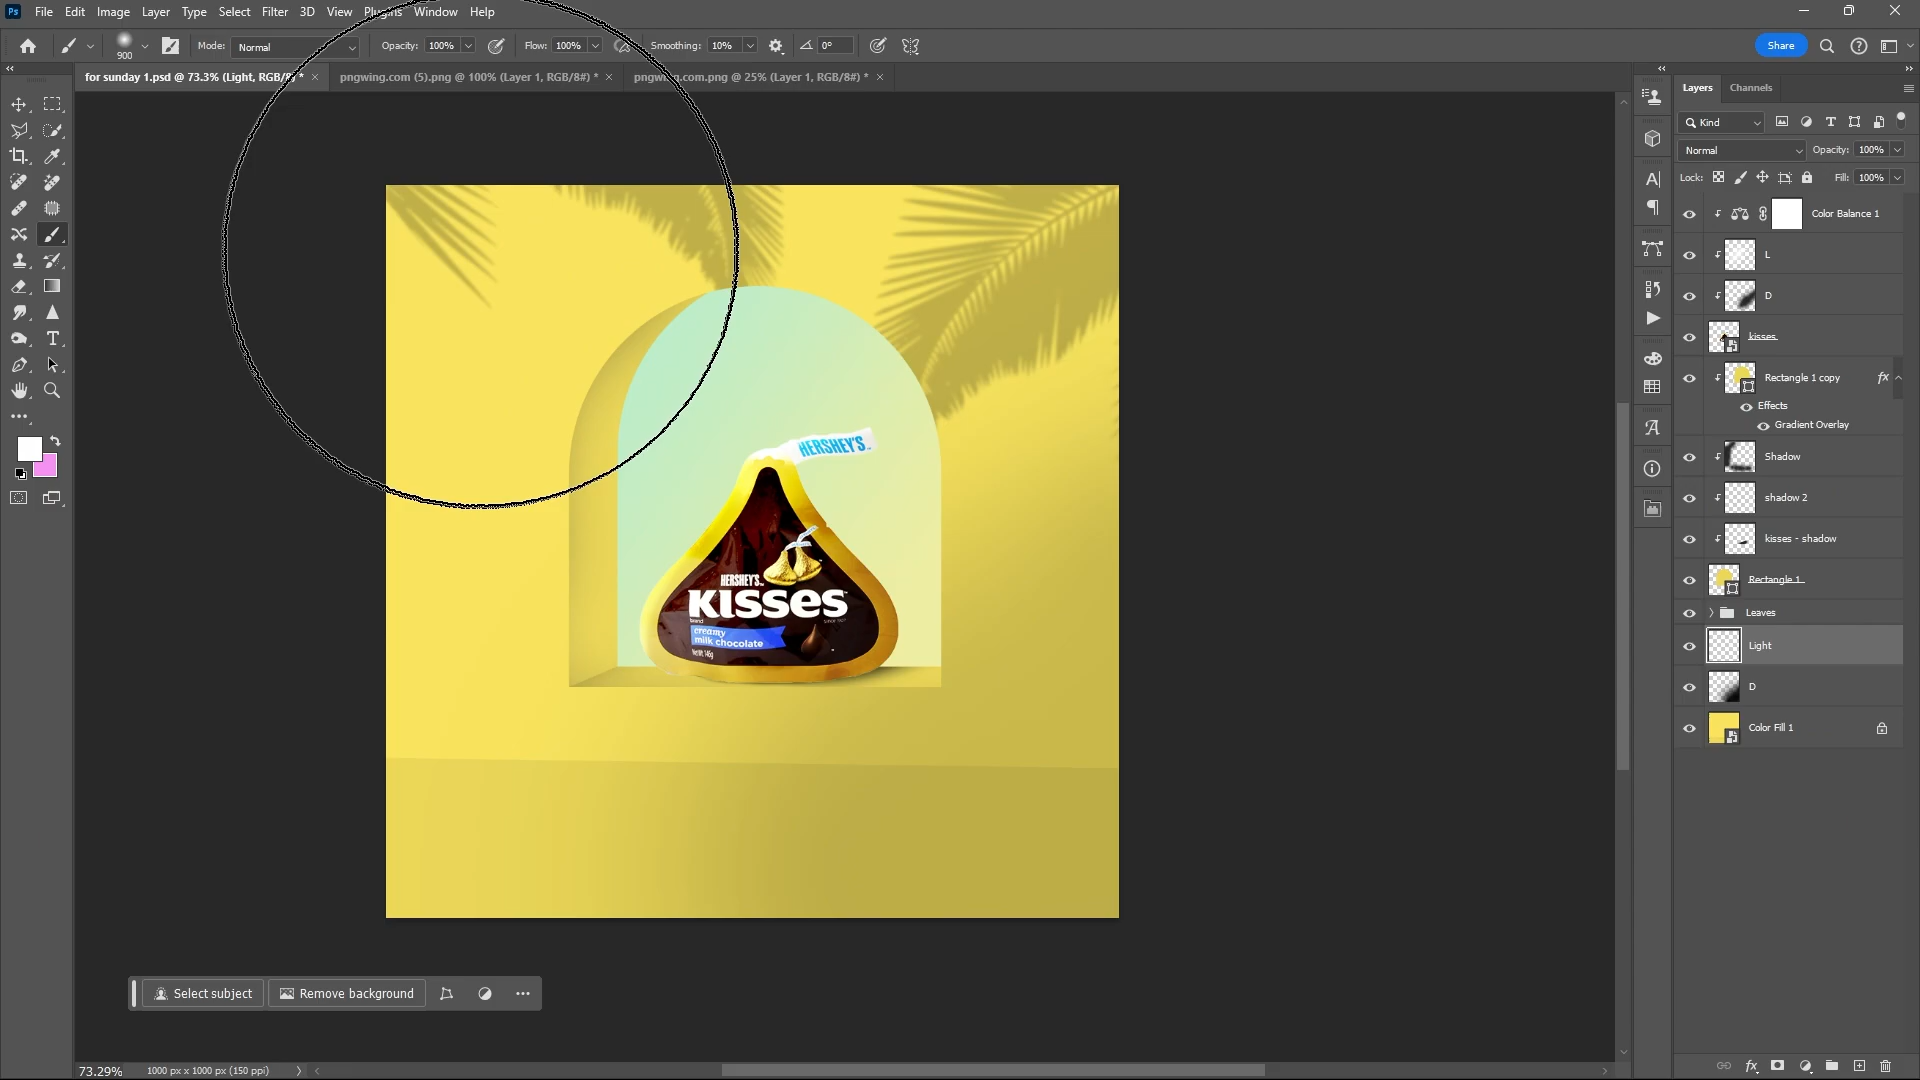 Ps File Edit Image Layer Type Select Filter 3D View Plugins Window Help
900 Mode: Normal Opacity: 100% Flow: 100% Smoothing: 10% 0° Share
for sunday 1.psd @ 73.3% (Light, RGB/8) * × pngwing.com (5).png @ 100% (Layer 1, RGB/8#) * × pngwing.com.png @ 25% (Layer 1, RGB/8#) * ×
Layers Channels
Kind
Normal Opacity: 100%
Lock: Fill: 100%
Color Balance 1
L
D
kisses
Rectangle 1 copy fx
Effects
Gradient Overlay
Shadow
shadow 2
kisses - shadow
Rectangle 1
Leaves
Light
D
Color Fill 1
HERSHEY'S
HERSHEY'S
KISSES
brand
creamy
milk chocolate
Net Wt. 146g
Select subject Remove background
73.29% 1000 px x 1000 px (150 ppi)